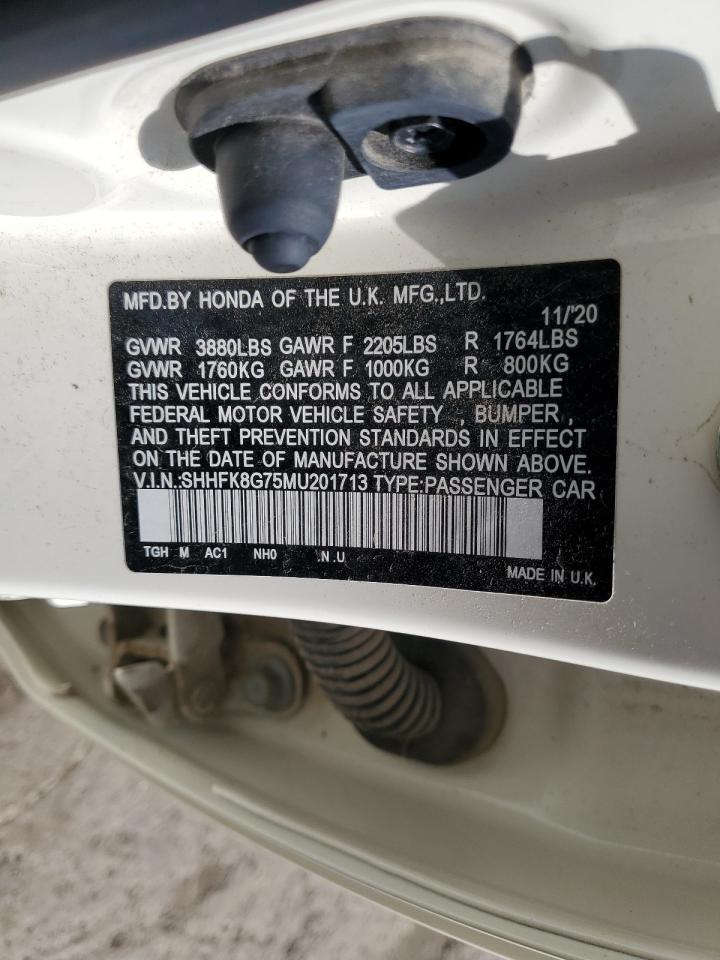 MFD.BY HONDA OF THE U.K. MFG.,LTD.
11/'20
GVWR 3880LBS GAWR F 2205LBS R 1764LBS
GVWR 1760KG GAWR F 1000KG R 800KG
THIS VEHICLE CONFORMS TO ALL APPLICABLE
FEDERAL MOTOR VEHICLE SAFETY , BUMPER ,
AND THEFT PREVENTION STANDARDS IN EFFECT
ON THE DATE OF MANUFACTURE SHOWN ABOVE.
V.I.N.:SHHFK8G75MU201713 TYPE:PASSENGER CAR
TGH M AC1 NH0 .N .U
MADE IN U.K.